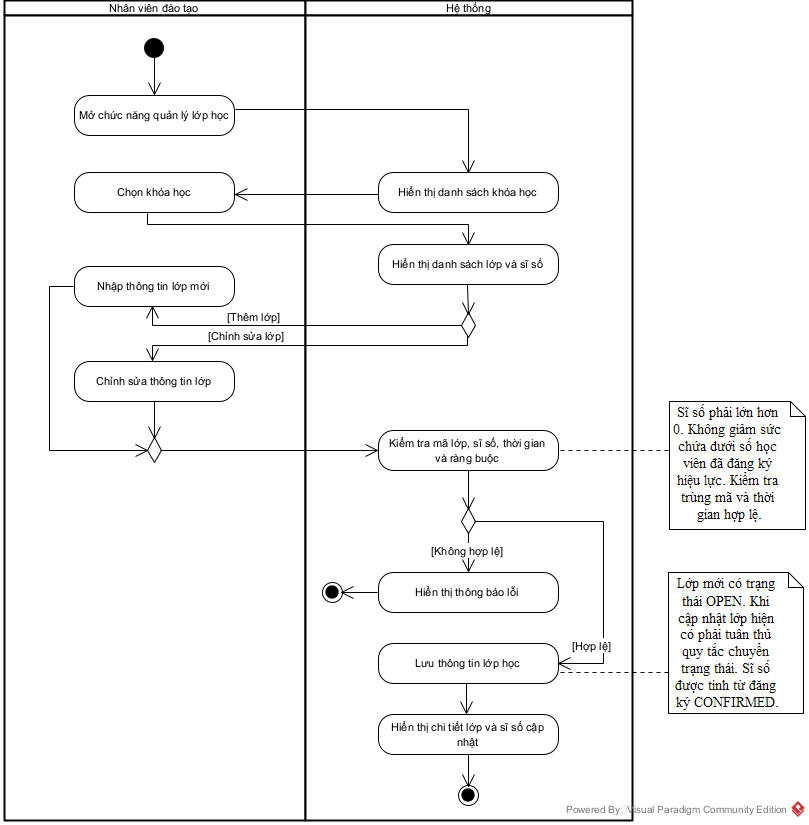 Nhân viên đào tạo
Hệ thống
Mở chức năng quản lý lớp học
Chọn khóa học
Hiển thị danh sách khóa học
Hiển thị danh sách lớp và sĩ số
Nhập thông tin lớp mới
[Thêm lớp]
[Chỉnh sửa lớp]
Chỉnh sửa thông tin lớp
Kiểm tra mã lớp, sĩ số, thời gian
và ràng buộc
Sĩ số phải lớn hơn
0. Không giảm sức
chứa dưới số học
viên đã đăng ký
hiệu lực. Kiểm tra
trùng mã và thời
gian hợp lệ.
[Không hợp lệ]
Hiển thị thông báo lỗi
[Hợp lệ]
Lưu thông tin lớp học
Lớp mới có trạng
thái OPEN. Khi
cập nhật lớp hiện
có phải tuân thủ
quy tắc chuyển
trạng thái. Sĩ số
được tính từ đăng
ký CONFIRMED.
Hiển thị chi tiết lớp và sĩ số cập
nhật
Powered By Visual Paradigm Community Edition